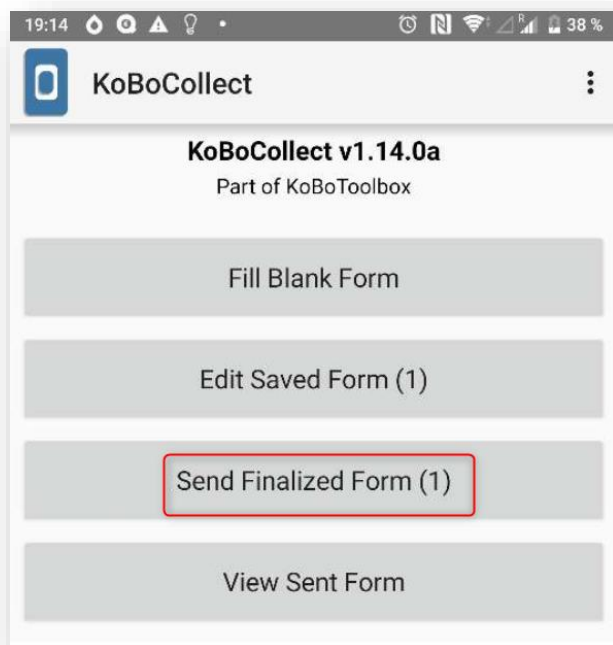 19:14 38 %
KoBoCollect
KoBoCollect v1.14.0a
Part of KoBoToolbox
Fill Blank Form
Edit Saved Form (1)
Send Finalized Form (1)
View Sent Form